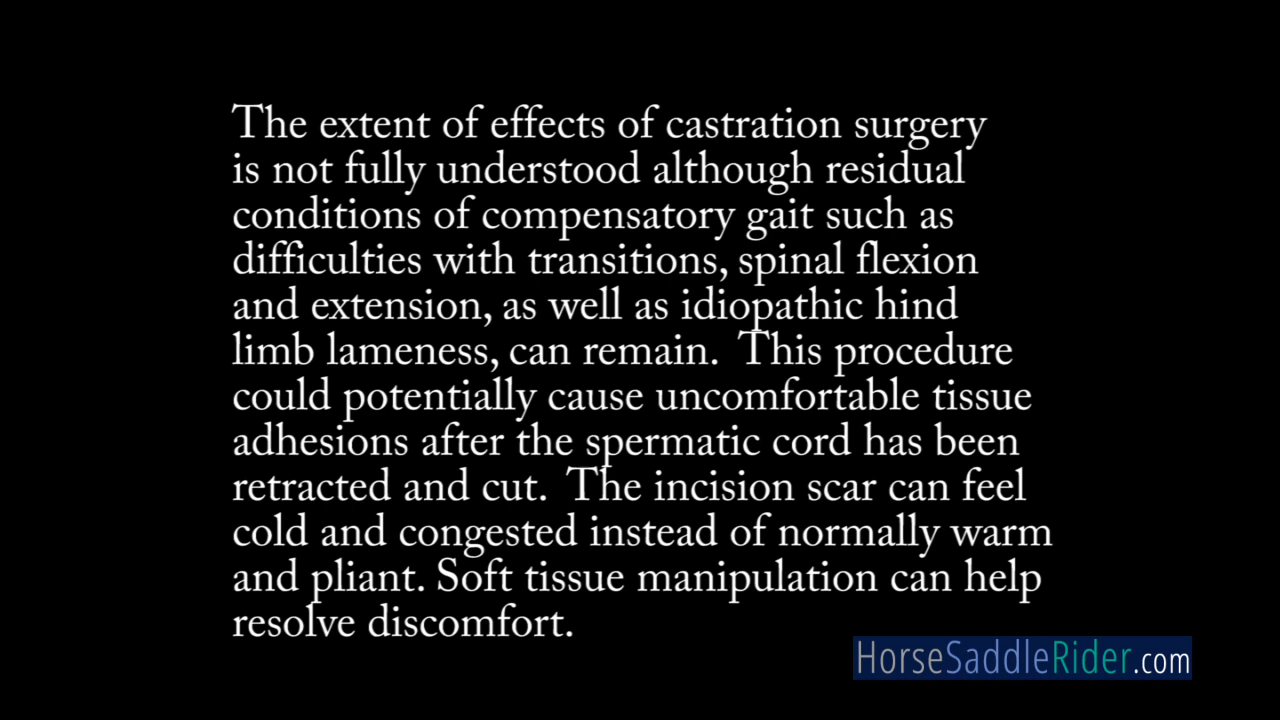 The extent of effects of castration surgery
is not fully understood although residual
conditions of compensatory gait such as
difficulties with transitions, spinal flexion
and extension, as well as idiopathic hind
limb lameness, can remain.  This procedure
could potentially cause uncomfortable tissue
adhesions after the spermatic cord has been
retracted and cut.  The incision scar can feel
cold and congested instead of normally warm
and pliant. Soft tissue manipulation can help
resolve discomfort.
HorseSaddleRider.com